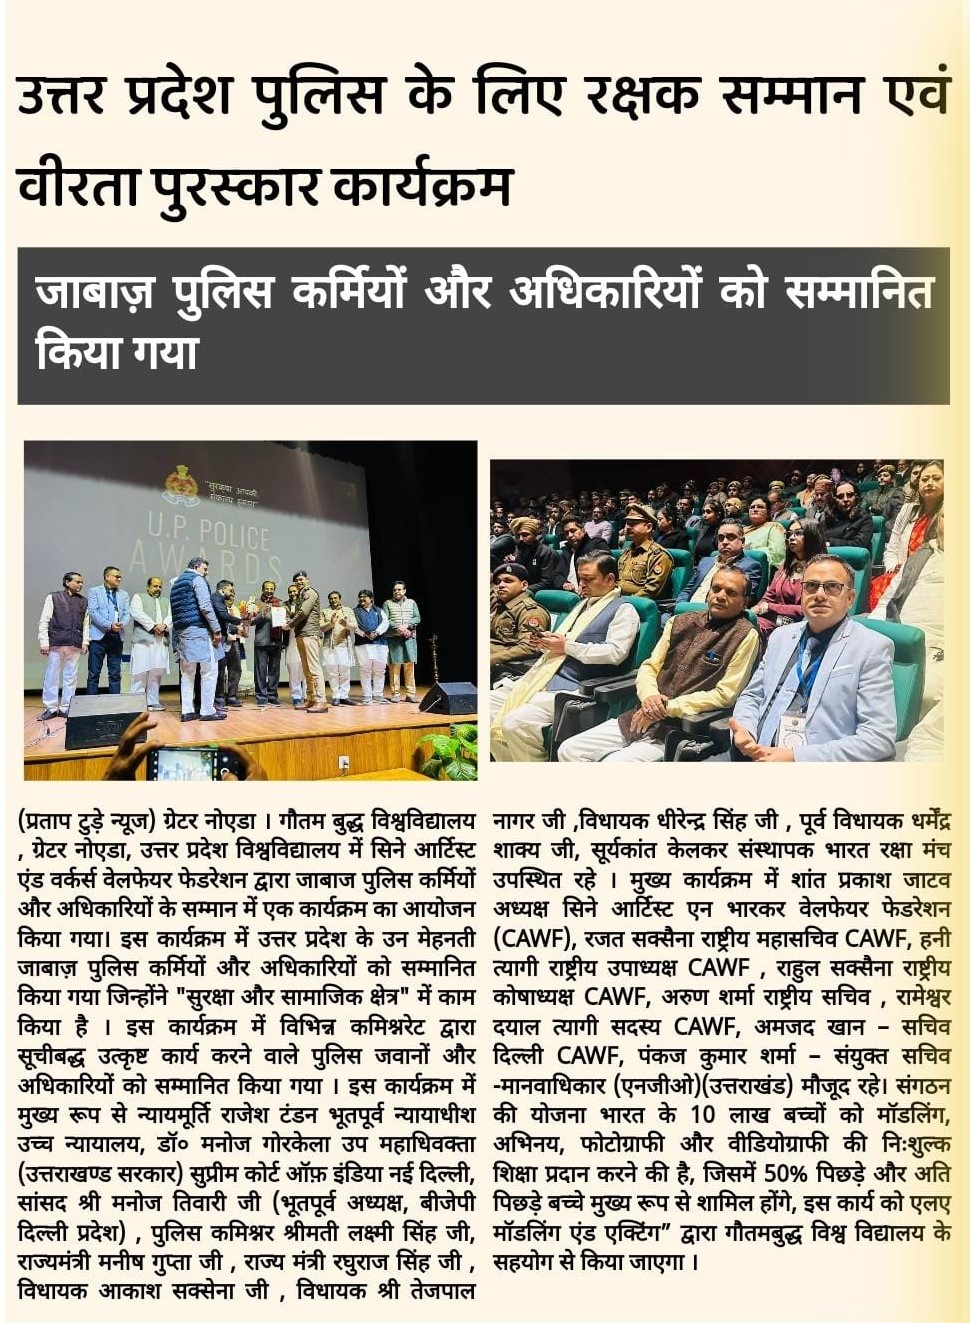 उत्तर प्रदेश पुलिस के लिए रक्षक सम्मान एवं
वीरता पुरस्कार कार्यक्रम
जाबाज़ पुलिस कर्मियों और अधिकारियों को सम्मानित
किया गया
"सुरक्षा आपकी,
संकल्प हमारा"
U.P. POLICE
AWARDS
(प्रताप टुड़े न्यूज) ग्रेटर नोएडा । गौतम बुद्ध विश्वविद्यालय
, ग्रेटर नोएडा, उत्तर प्रदेश विश्वविद्यालय में सिने आर्टिस्ट
एंड वर्कर्स वेलफेयर फेडरेशन द्वारा जाबाज पुलिस कर्मियों
और अधिकारियों के सम्मान में एक कार्यक्रम का आयोजन
किया गया। इस कार्यक्रम में उत्तर प्रदेश के उन मेहनती
जाबाज़ पुलिस कर्मियों और अधिकारियों को सम्मानित
किया गया जिन्होंने "सुरक्षा और सामाजिक क्षेत्र" में काम
किया है । इस कार्यक्रम में विभिन्न कमिश्नरेट द्वारा
सूचीबद्ध उत्कृष्ट कार्य करने वाले पुलिस जवानों और
अधिकारियों को सम्मानित किया गया । इस कार्यक्रम में
मुख्य रूप से न्यायमूर्ति राजेश टंडन भूतपूर्व न्यायाधीश
उच्च न्यायालय, डॉ० मनोज गोरकेला उप महाधिवक्ता
(उत्तराखण्ड सरकार) सुप्रीम कोर्ट ऑफ़ इंडिया नई दिल्ली,
सांसद श्री मनोज तिवारी जी (भूतपूर्व अध्यक्ष, बीजेपी
दिल्ली प्रदेश) , पुलिस कमिश्नर श्रीमती लक्ष्मी सिंह जी,
राज्यमंत्री मनीष गुप्ता जी , राज्य मंत्री रघुराज सिंह जी ,
विधायक आकाश सक्सेना जी , विधायक श्री तेजपाल
नागर जी ,विधायक धीरेन्द्र सिंह जी , पूर्व विधायक धर्मेंद्र
शाक्य जी, सूर्यकांत केलकर संस्थापक भारत रक्षा मंच
उपस्थित रहे । मुख्य कार्यक्रम में शांत प्रकाश जाटव
अध्यक्ष सिने आर्टिस्ट एन भारकर वेलफेयर फेडरेशन
(CAWF), रजत सक्सैना राष्ट्रीय महासचिव CAWF, हनी
त्यागी राष्ट्रीय उपाध्यक्ष CAWF , राहुल सक्सैना राष्ट्रीय
कोषाध्यक्ष CAWF, अरुण शर्मा राष्ट्रीय सचिव , रामेश्वर
दयाल त्यागी सदस्य CAWF, अमजद खान – सचिव
दिल्ली CAWF, पंकज कुमार शर्मा – संयुक्त सचिव
-मानवाधिकार (एनजीओ)(उत्तराखंड) मौजूद रहे। संगठन
की योजना भारत के 10 लाख बच्चों को मॉडलिंग,
अभिनय, फोटोग्राफी और वीडियोग्राफी की निःशुल्क
शिक्षा प्रदान करने की है, जिसमें 50% पिछड़े और अति
पिछड़े बच्चे मुख्य रूप से शामिल होंगे, इस कार्य को एलए
मॉडलिंग एंड एक्टिंग” द्वारा गौतमबुद्ध विश्व विद्यालय के
सहयोग से किया जाएगा ।